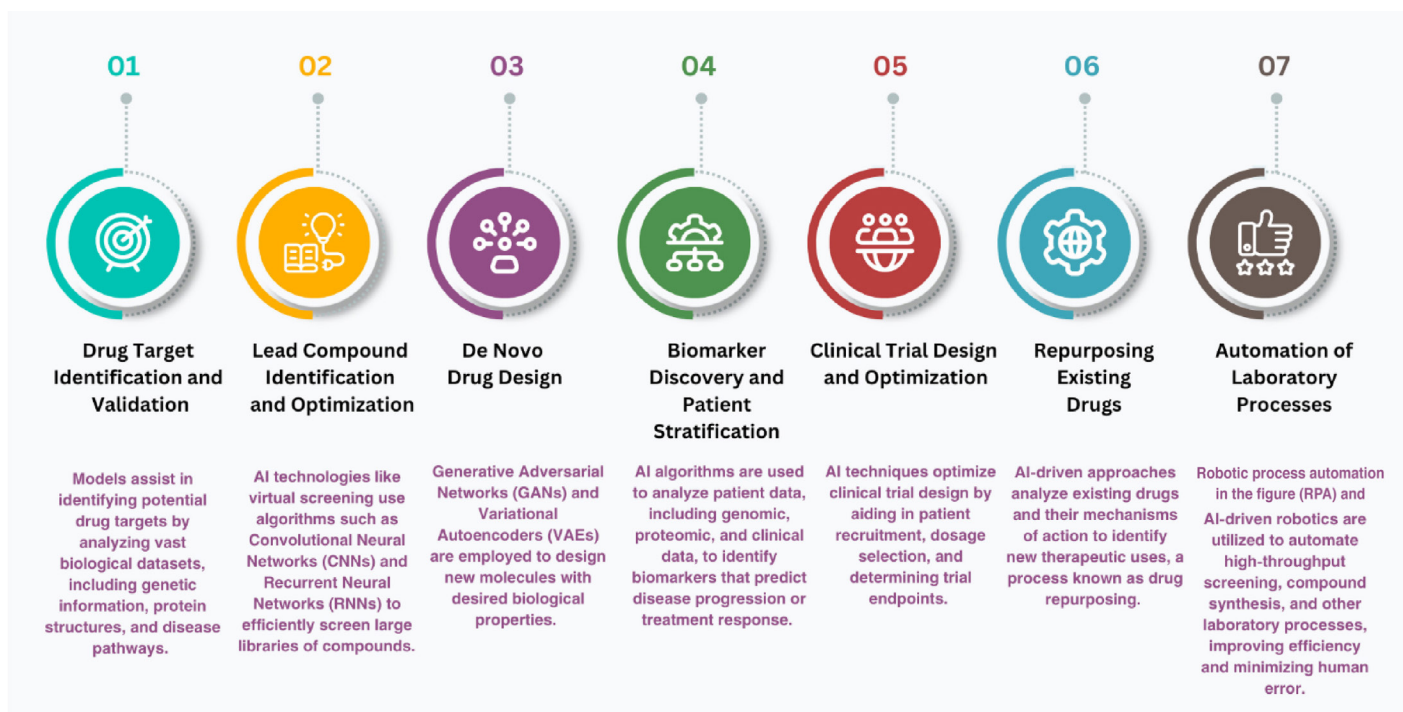 01
02
03
04
05
06
07
Drug Target
Identification and
Validation
Lead Compound
Identification
and Optimization
De Novo
Drug Design
Biomarker
Discovery and
Patient
Stratification
Clinical Trial Design
and Optimization
Repurposing
Existing
Drugs
Automation of
Laboratory
Processes
Models assist in
identifying potential
drug targets by
analyzing vast
biological datasets,
including genetic
information, protein
structures, and disease
pathways.
AI technologies like
virtual screening use
algorithms such as
Convolutional Neural
Networks (CNNs) and
Recurrent Neural
Networks (RNNs) to
efficiently screen large
libraries of compounds.
Generative Adversarial
Networks (GANs) and
Variational
Autoencoders (VAEs)
are employed to design
new molecules with
desired biological
properties.
AI algorithms are used
to analyze patient data,
including genomic,
proteomic, and clinical
data, to identify
biomarkers that predict
disease progression or
treatment response.
AI techniques optimize
clinical trial design by
aiding in patient
recruitment, dosage
selection, and
determining trial
endpoints.
AI-driven approaches
analyze existing drugs
and their mechanisms
of action to identify
new therapeutic uses, a
process known as drug
repurposing.
Robotic process automation
in the figure (RPA) and
AI-driven robotics are
utilized to automate
high-throughput
screening, compound
synthesis, and other
laboratory processes,
improving efficiency
and minimizing human
error.